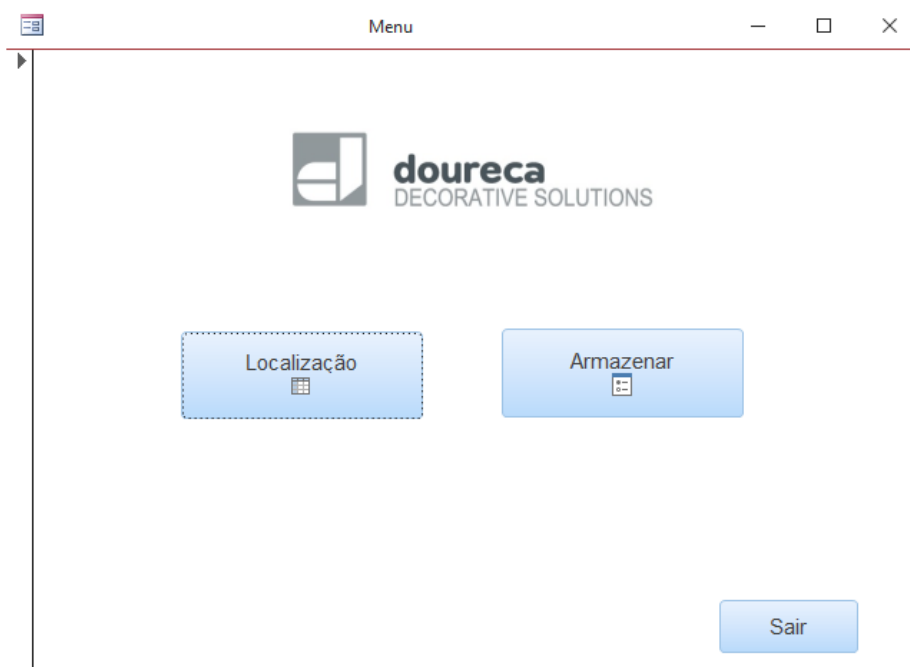 Menu
doureca
DECORATIVE SOLUTIONS
Localização
Armazenar
Sair